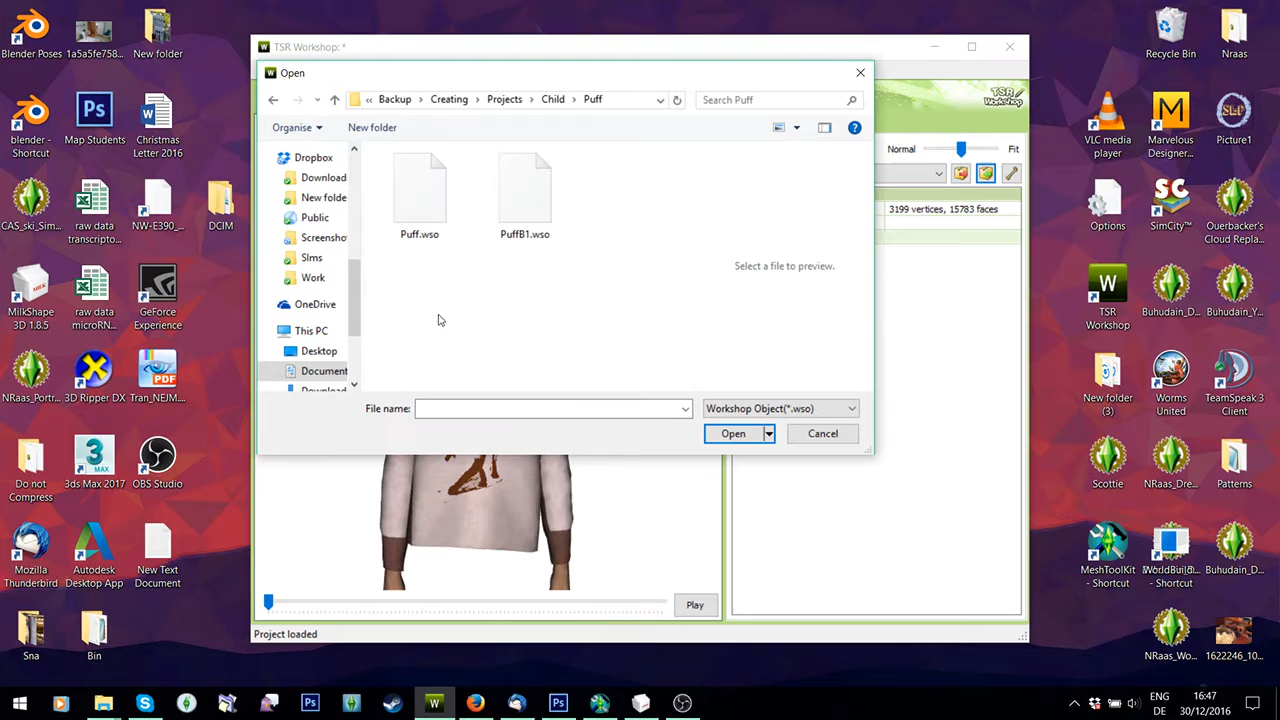 Blender Poses
1a5a5fe758...
New folder
blender -
Shortcut
Map Students
Christmas
Letter 2016
CAS_ski_Sim...
raw data
transcripto...
NW-E390_...
DCIM
MilkShape
3D 1.8.5
raw data
microRN...
GeForce
Experience
NRaas_Portr...
3D Ripper DX
Tran_NEJM...
Do not
Compress
3ds Max 2017
OBS Studio
Mozilla
Thunderbird
Autodesk
Desktop App
New Text
Document
Sna
Bin
TSR Workshop: *
Open
Backup
Creating
Projects
Child
Puff
Search Puff
Organise
New folder
Dropbox
Download
New folde
Public
Screensho
SIms
Work
OneDrive
This PC
Desktop
Document
Puff.wso
PuffB1.wso
Select a file to preview.
File name:
Workshop Object(*.wso)
Open
Cancel
TSR
Workshop
Normal
Fit
3199 vertices, 15783 faces
Play
Project loaded
Recycle Bin
Nraas
VLC media
player
Marvelous
Designer...
Picture1
Options
SimCity™
Ouerbacker's
Cloud Repla...
TSR
Workshop
Buhudain_D...
Buhudain_Y...
New folder
(3)
Worms
United
TeamSpeak 3
Client
Scottie
NRaas_Dre...
Patterns
MeshToolKit
- Shortcut
- Shortcut
Buhudain_D...
NRaas_Wo...
1622246_10...
ENG
DE
16:47
30/12/2016